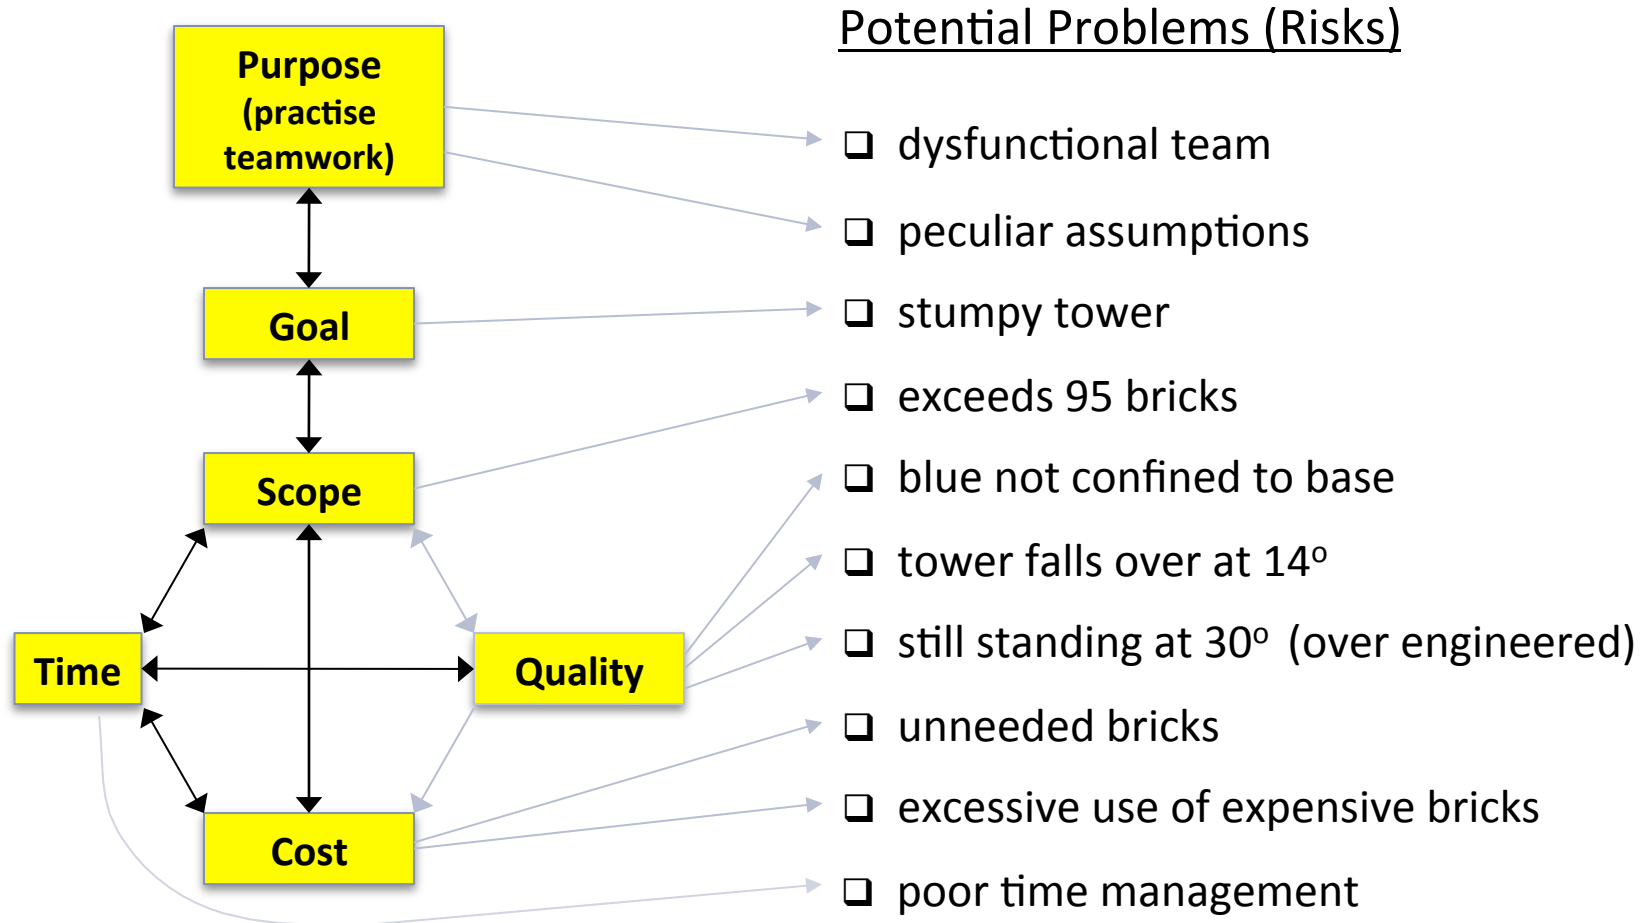 Potential Problems (Risks)
Purpose
(practise
teamwork)
Goal
Scope
Time
Quality
Cost
❑ dysfunctional team
❑ peculiar assumptions
❑ stumpy tower
❑ exceeds 95 bricks
❑ blue not confined to base
❑ tower falls over at 14º
❑ still standing at 30º (over engineered)
❑ unneeded bricks
❑ excessive use of expensive bricks
❑ poor time management